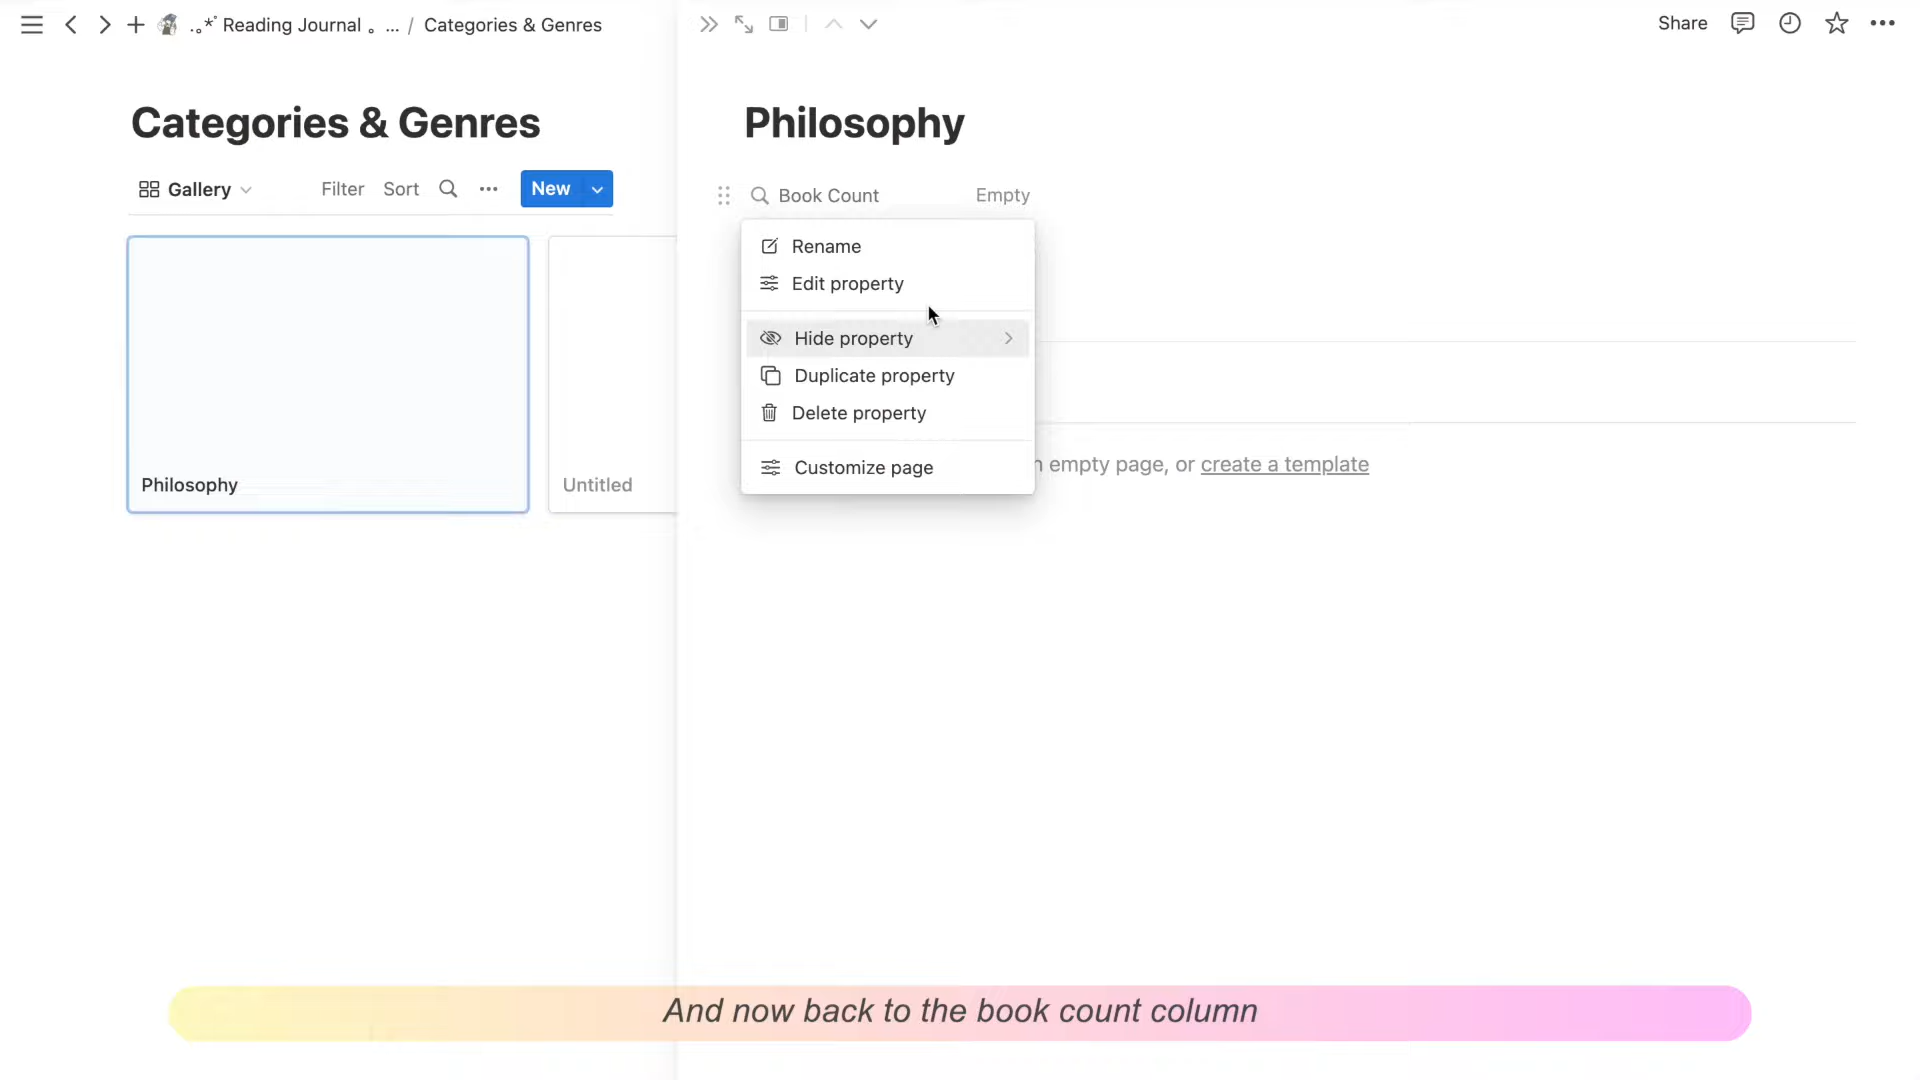 .｡*ﾟ Reading Journal 。 ... / Categories & Genres
Share
Categories & Genres
Gallery
Filter
Sort
New
Philosophy
Untitled
Philosophy
Book Count
Empty
Rename
Edit property
Hide property
Duplicate property
Delete property
Customize page
empty page, or create a template
And now back to the book count column